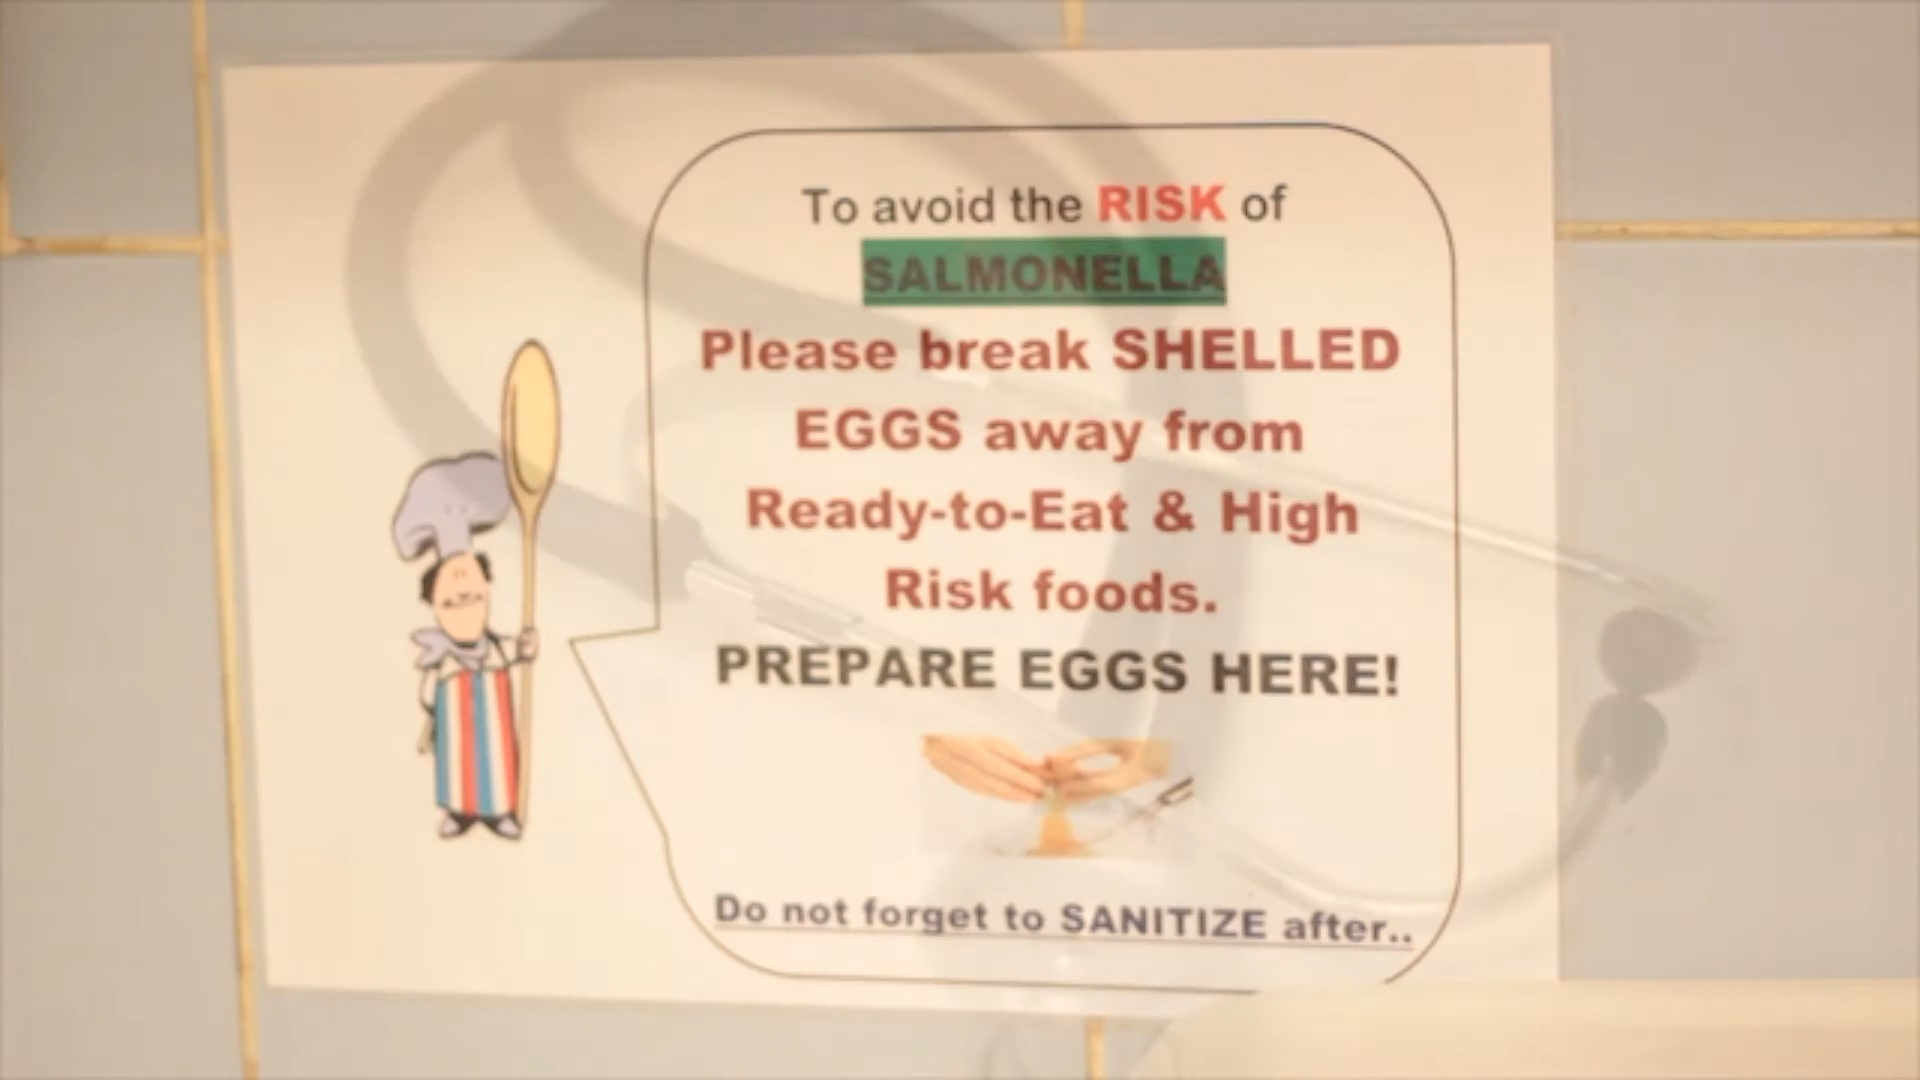 To avoid the RISK of
SALMONELLA
Please break SHELLED
EGGS away from
Ready-to-Eat & High
Risk foods.
PREPARE EGGS HERE!
Do not forget to SANITIZE after..